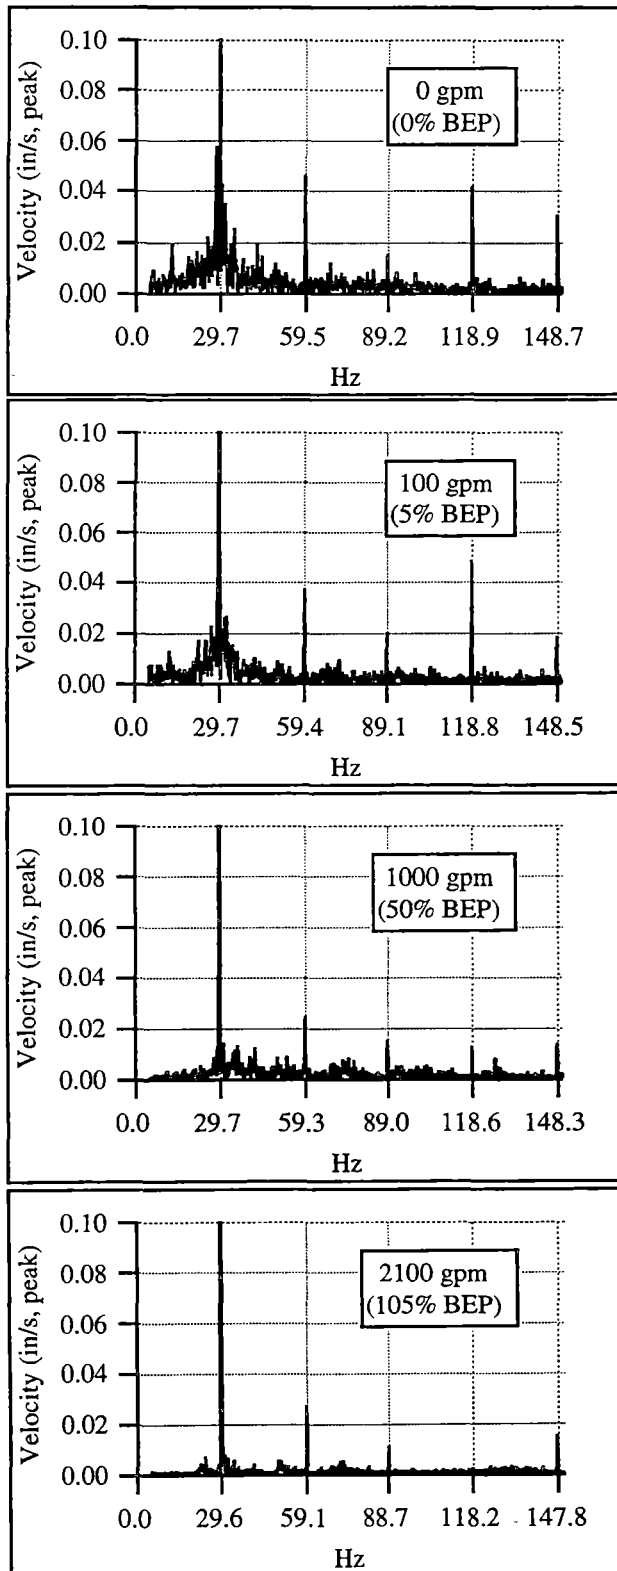 Velocity (in/s, peak)
0.10
0.08
0.06
0.04
0.02
0.00
0 gpm
(0% BEP)
0.0 29.7 59.5 89.2 118.9 148.7
Hz
Velocity (in/s, peak)
0.10
0.08
0.06
0.04
0.02
0.00
100 gpm
(5% BEP)
0.0 29.7 59.4 89.1 118.8 148.5
Hz
Velocity (in/s, peak)
0.10
0.08
0.06
0.04
0.02
0.00
1000 gpm
(50% BEP)
0.0 29.7 59.3 89.0 118.6 148.3
Hz
Velocity (in/s, peak)
0.10
0.08
0.06
0.04
0.02
0.00
2100 gpm
(105% BEP)
0.0 29.6 59.1 88.7 118.2 147.8
Hz